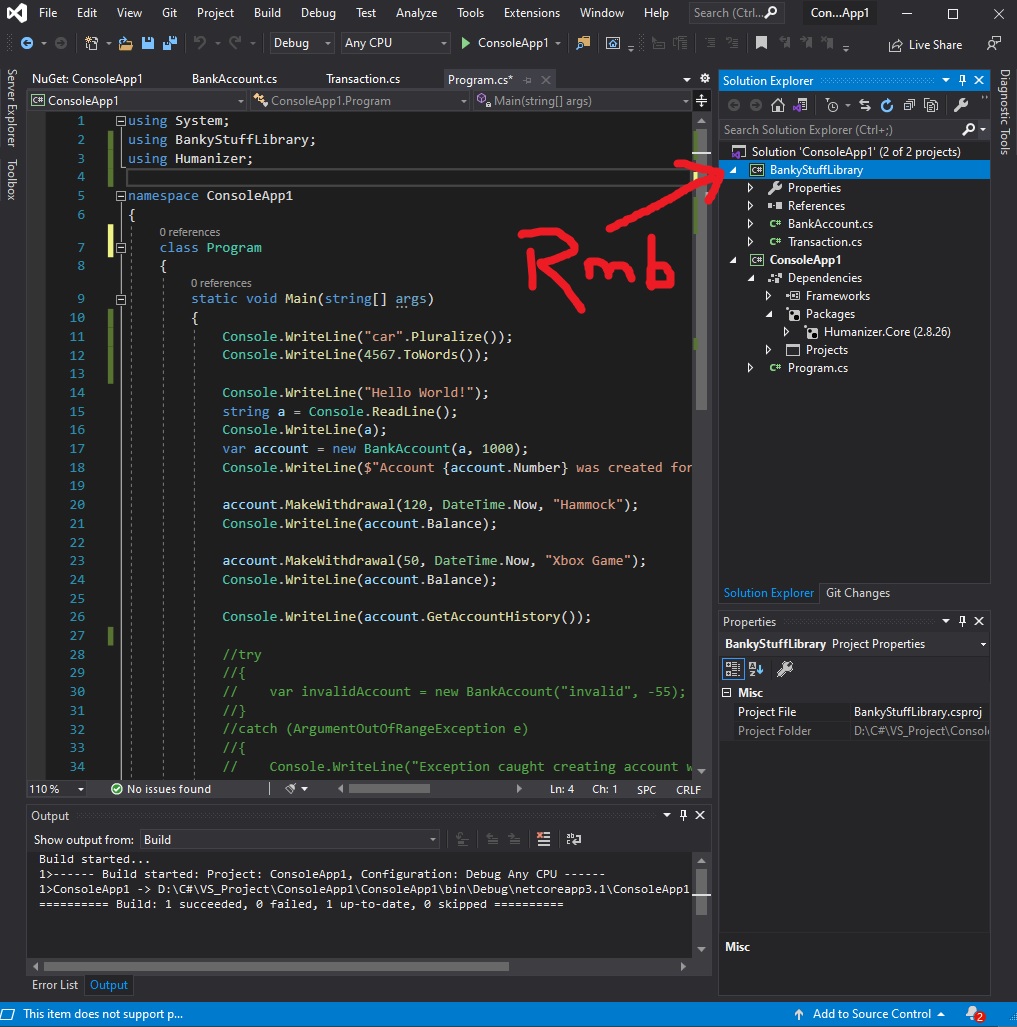 File Edit View Git Project Build Debug Test Analyze Tools Extensions Window Help Search (Ctrl... Con...App1
Debug Any CPU ConsoleApp1 Live Share
Server Explorer
Toolbox
NuGet: ConsoleApp1 BankAccount.cs Transaction.cs Program.cs*
C# ConsoleApp1 ConsoleApp1.Program Main(string[] args)
1 using System;
2 using BankyStuffLibrary;
3 using Humanizer;
4
5 namespace ConsoleApp1
6 {
0 references
7 class Program
8 {
0 references
9 static void Main(string[] args)
10 {
11 Console.WriteLine("car".Pluralize());
12 Console.WriteLine(4567.ToWords());
13
14 Console.WriteLine("Hello World!");
15 string a = Console.ReadLine();
16 Console.WriteLine(a);
17 var account = new BankAccount(a, 1000);
18 Console.WriteLine($"Account {account.Number} was created for
19
20 account.MakeWithdrawal(120, DateTime.Now, "Hammock");
21 Console.WriteLine(account.Balance);
22
23 account.MakeWithdrawal(50, DateTime.Now, "Xbox Game");
24 Console.WriteLine(account.Balance);
25
26 Console.WriteLine(account.GetAccountHistory());
27
28 //try
29 //{
30 // var invalidAccount = new BankAccount("invalid", -55);
31 //}
32 //catch (ArgumentOutOfRangeException e)
33 //{
34 // Console.WriteLine("Exception caught creating account w
Rmb
110 % No issues found Ln: 4 Ch: 1 SPC CRLF
Output
Show output from: Build
Build started...
1>------ Build started: Project: ConsoleApp1, Configuration: Debug Any CPU ------
1>ConsoleApp1 -> D:\C#\VS_Project\ConsoleApp1\ConsoleApp1\bin\Debug\netcoreapp3.1\ConsoleApp1
========== Build: 1 succeeded, 0 failed, 1 up-to-date, 0 skipped ==========
Error List Output
Solution Explorer
Search Solution Explorer (Ctrl+;)
Solution 'ConsoleApp1' (2 of 2 projects)
C# BankyStuffLibrary
Properties
References
C# BankAccount.cs
C# Transaction.cs
C# ConsoleApp1
Dependencies
Frameworks
Packages
Humanizer.Core (2.8.26)
Projects
C# Program.cs
Solution Explorer Git Changes
Properties
BankyStuffLibrary Project Properties
Misc
Project File BankyStuffLibrary.csproj
Project Folder D:\C#\VS_Project\Consol
Misc
Diagnostic Tools
This item does not support p... Add to Source Control 2